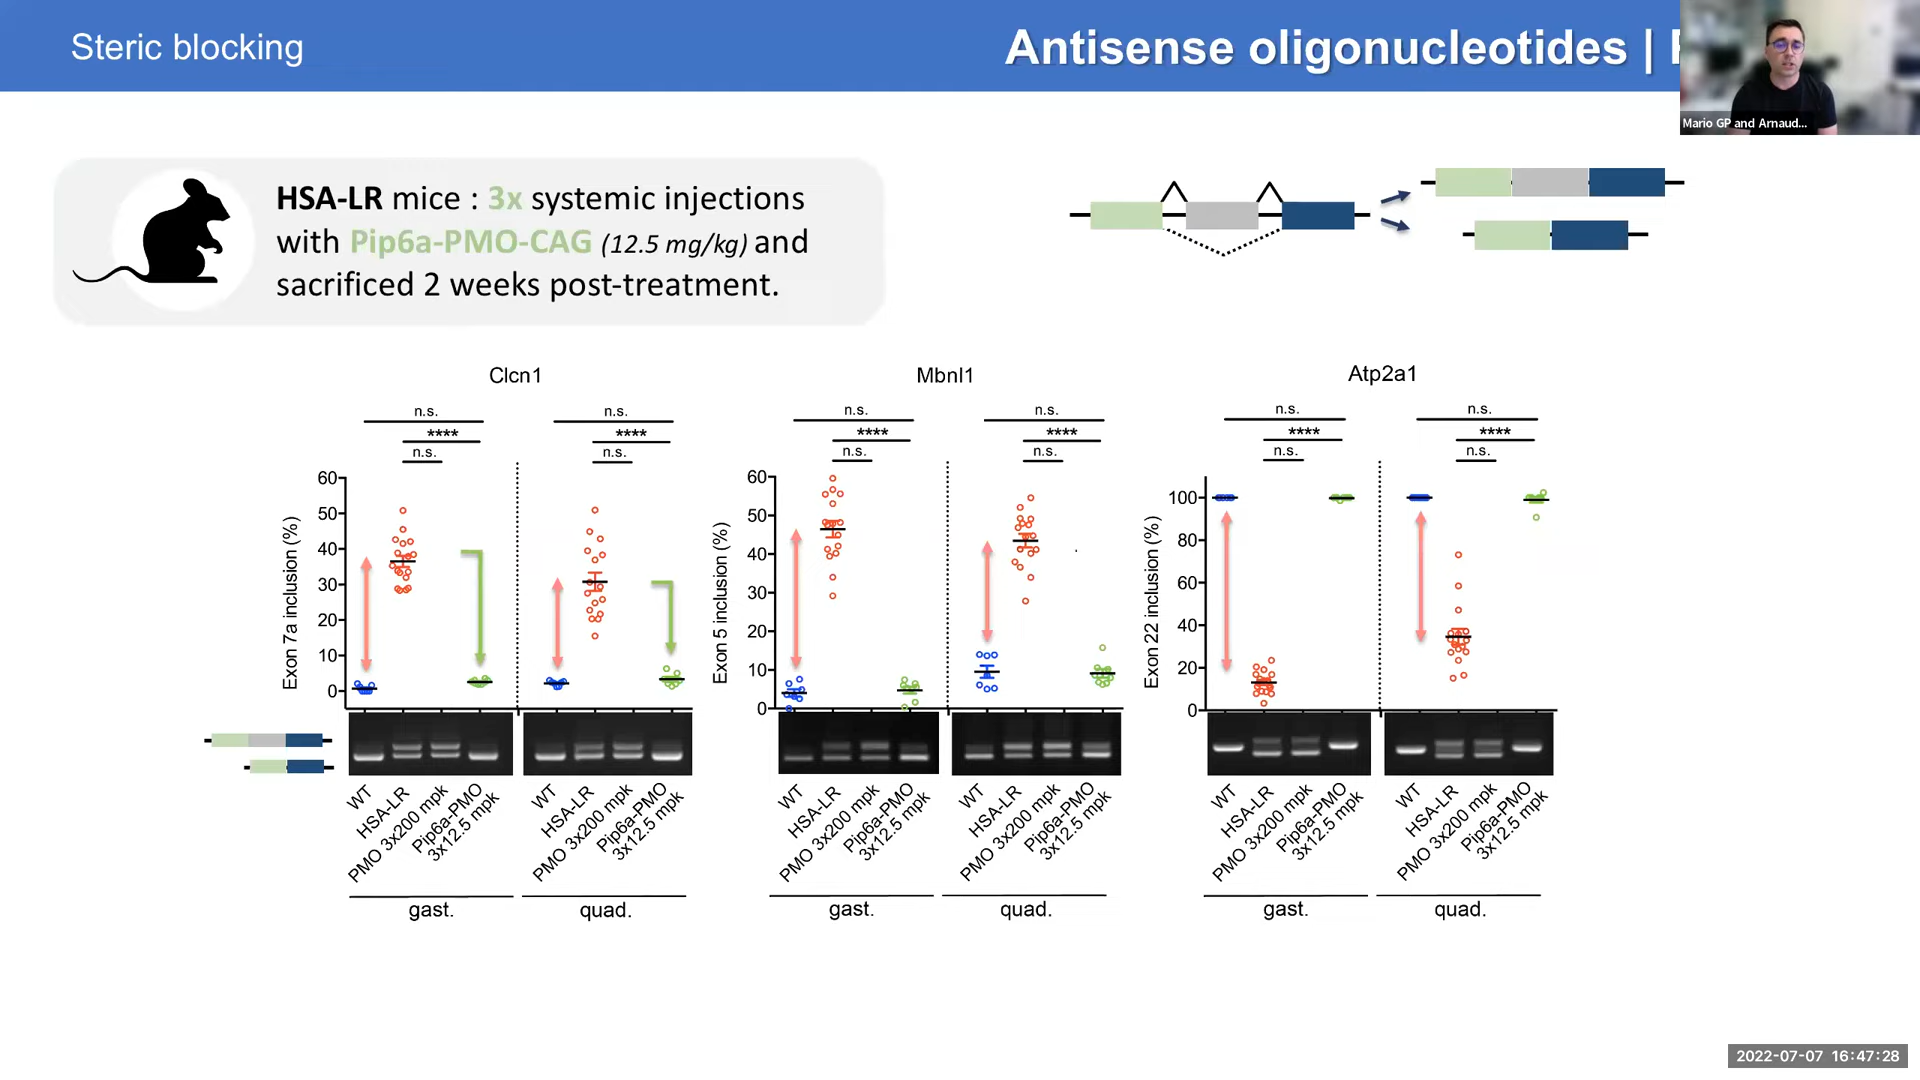 Steric blocking
Antisense oligonucleotides |
Mario GP and Arnaud...
HSA-LR mice : 3x systemic injections
with Pip6a-PMO-CAG (12.5 mg/kg) and
sacrificed 2 weeks post-treatment.
Clcn1
n.s.
****
n.s.
n.s.
****
n.s.
Exon 7a inclusion (%)
60
50
40
30
20
10
0
WT
HSA-LR
PMO 3x200 mpk
Pip6a-PMO
3x12.5 mpk
WT
HSA-LR
PMO 3x200 mpk
Pip6a-PMO
3x12.5 mpk
gast.
quad.
Mbnl1
n.s.
****
n.s.
n.s.
****
n.s.
Exon 5 inclusion (%)
60
50
40
30
20
10
0
WT
HSA-LR
PMO 3x200 mpk
Pip6a-PMO
3x12.5 mpk
WT
HSA-LR
PMO 3x200 mpk
Pip6a-PMO
3x12.5 mpk
gast.
quad.
Atp2a1
n.s.
****
n.s.
n.s.
****
n.s.
Exon 22 inclusion (%)
100
80
60
40
20
0
WT
HSA-LR
PMO 3x200 mpk
Pip6a-PMO
3x12.5 mpk
WT
HSA-LR
PMO 3x200 mpk
Pip6a-PMO
3x12.5 mpk
gast.
quad.
2022-07-07 16:47:28